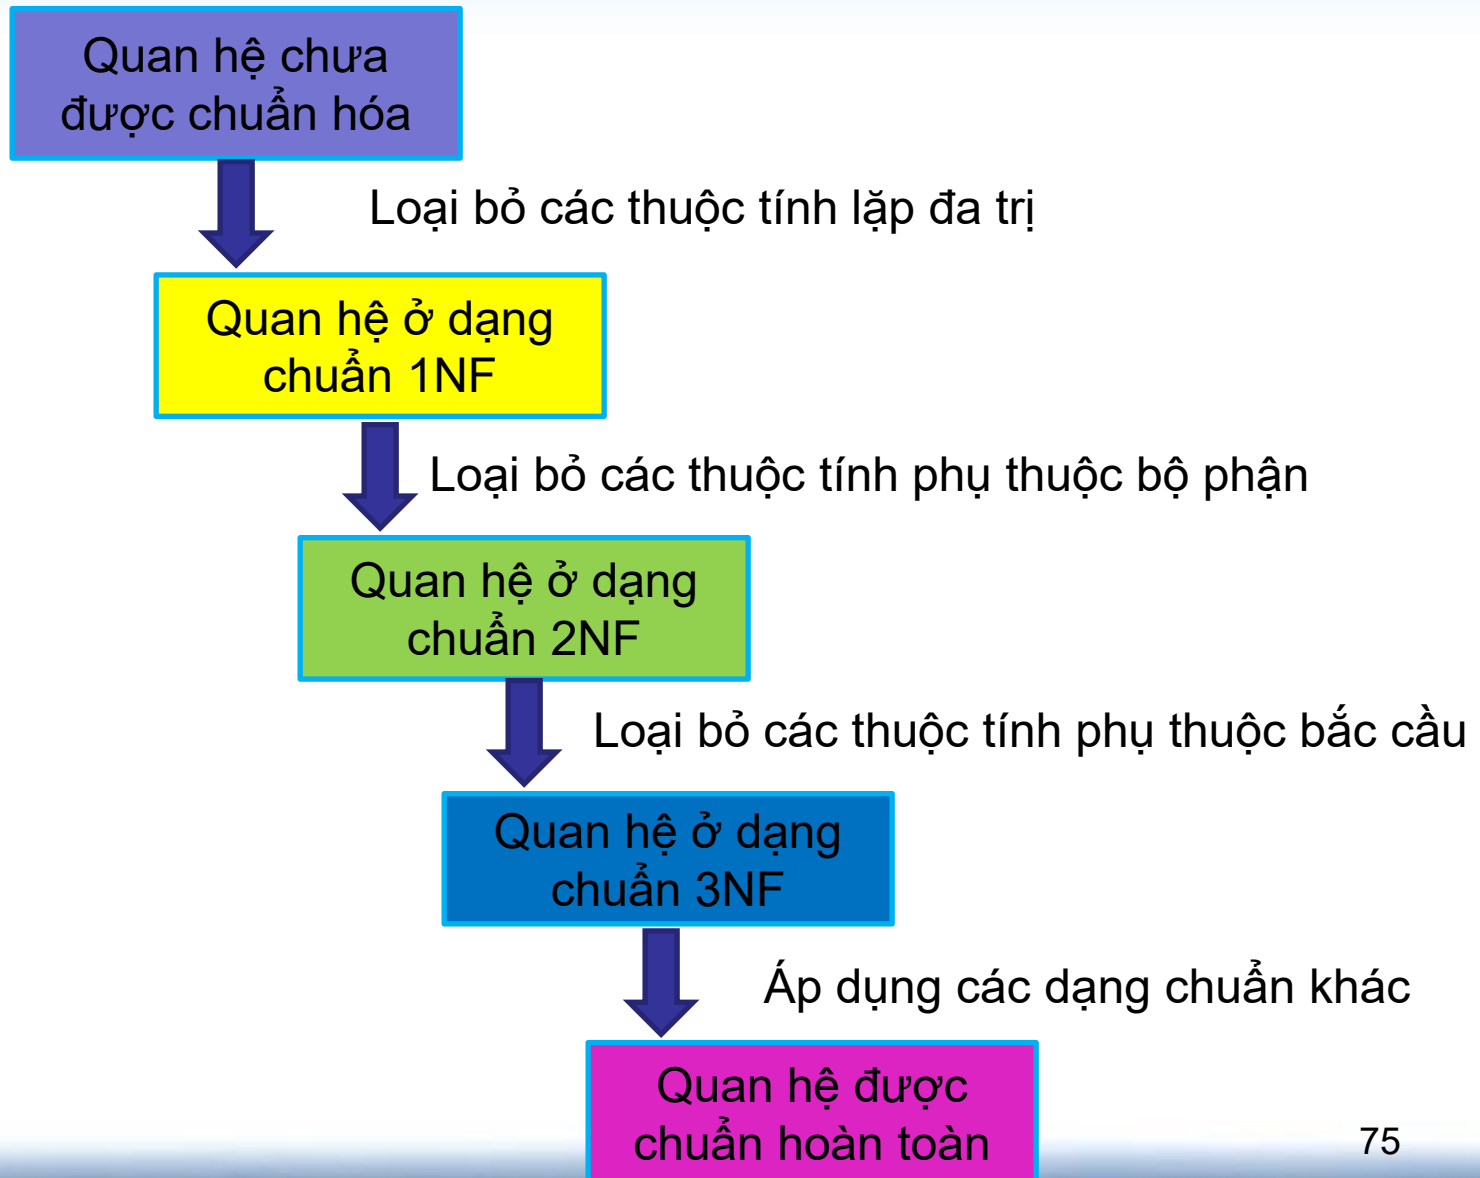 Quan hệ chưa
được chuẩn hóa
Loại bỏ các thuộc tính lặp đa trị
Quan hệ ở dạng
chuẩn 1NF
Loại bỏ các thuộc tính phụ thuộc bộ phận
Quan hệ ở dạng
chuẩn 2NF
Loại bỏ các thuộc tính phụ thuộc bắc cầu
Quan hệ ở dạng
chuẩn 3NF
Áp dụng các dạng chuẩn khác
Quan hệ được
chuẩn hoàn toàn
75